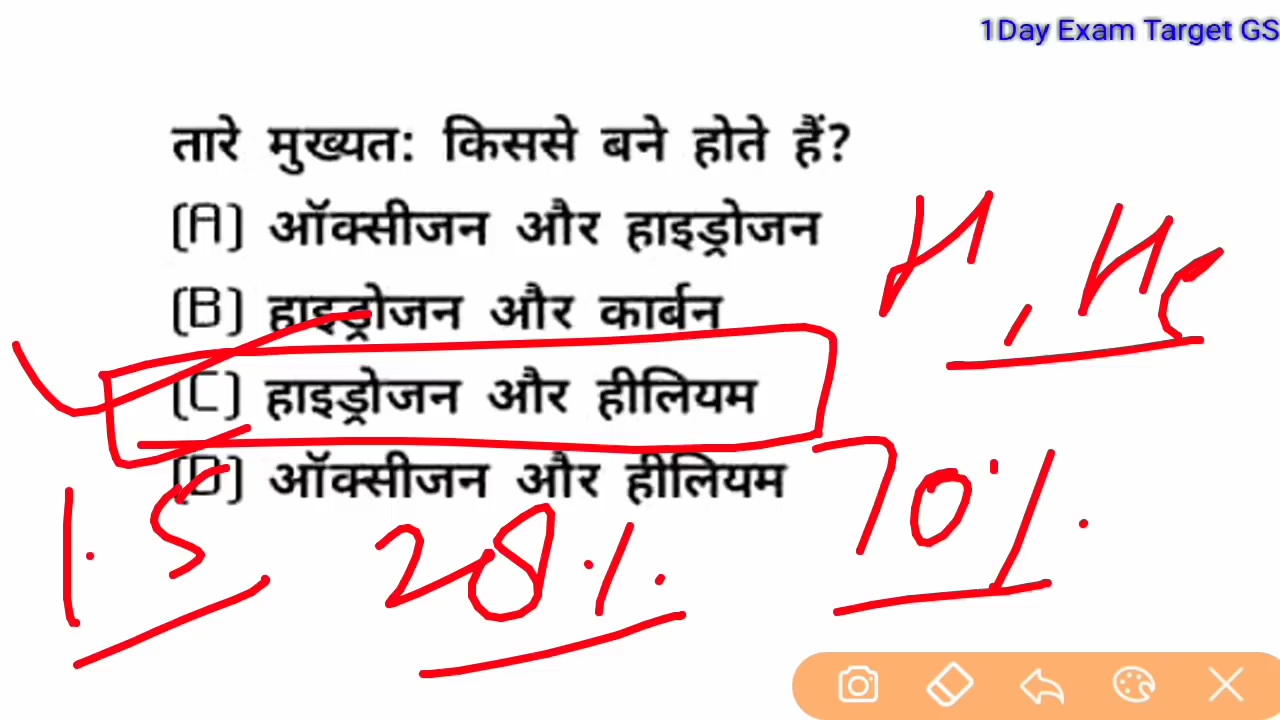 1Day Exam Target GS
तारे मुख्यत: किससे बने होते हैं?
(A) ऑक्सीजन और हाइड्रोजन
(B) हाइड्रोजन और कार्बन
H, He
(C) हाइड्रोजन और हीलियम
(D) ऑक्सीजन और हीलियम
1.5 28% 70%